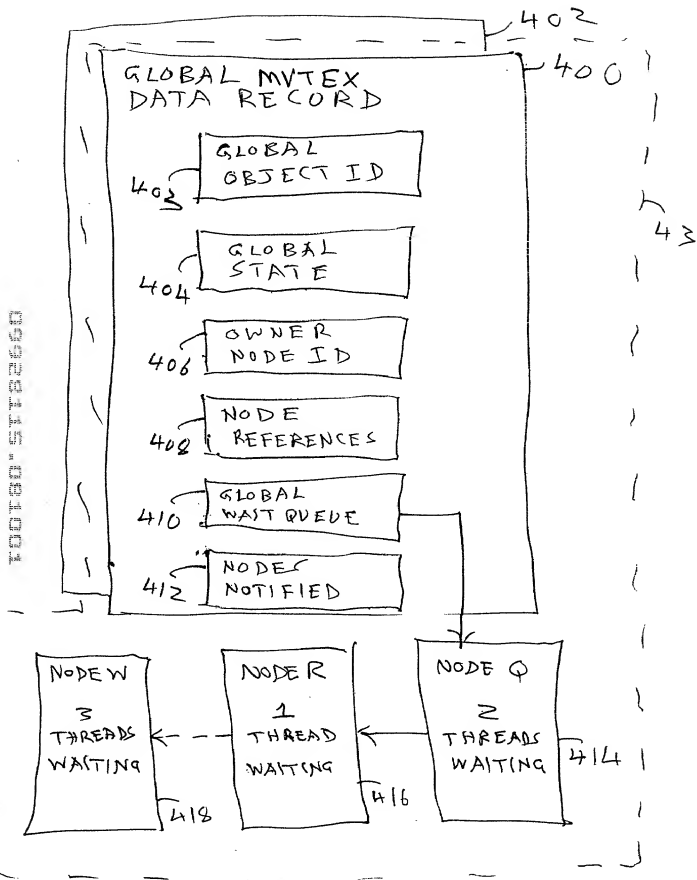 402
400
GLOBAL MUTEX
DATA RECORD
GLOBAL
OBJECT ID
403
GLOBAL
STATE
404
43
OWNER
NODE ID
406
NODE
REFERENCES
408
GLOBAL
WAIT QUEUE
410
NODES
NOTIFIED
412
NODE W
3
THREADS
WAITING
418
NODE R
1
THREAD
WAITING
416
NODE Q
2
THREADS
WAITING
414